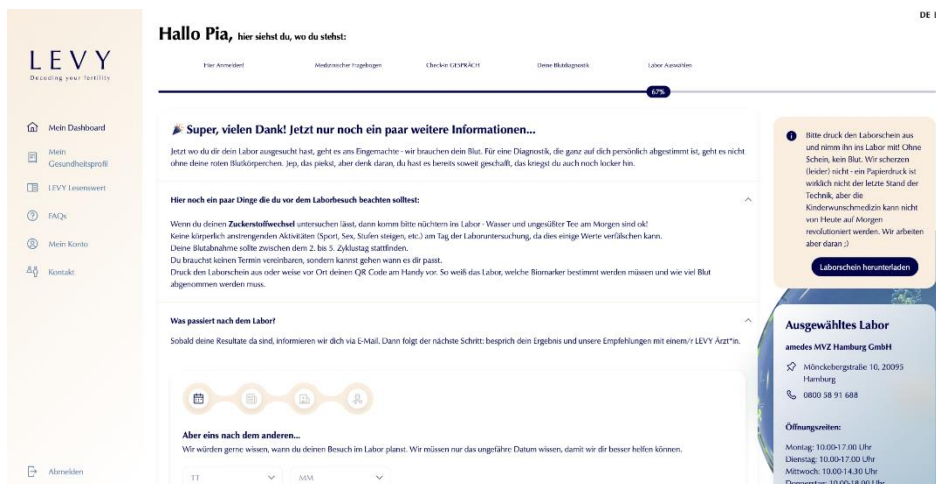 DE
Hallo Pia, hier siehst du, wo du stehst:
LEVY
Decoding your fertility
Hier Anmelden!
Medizinischer Fragebogen
Check-in GESPRÄCH
Deine Blutdiagnostik
Labor Auswählen
67%
Mein Dashboard
Mein
Gesundheitsprofil
LEVY Lesenswert
FAQs
Mein Konto
Kontakt
Abmelden
Super, vielen Dank! Jetzt nur noch ein paar weitere Informationen...
Jetzt wo du dir dein Labor ausgesucht hast, geht es ans Eingemachte - wir brauchen dein Blut. Für eine Diagnostik, die ganz auf dich persönlich abgestimmt ist, geht es nicht
ohne deine roten Blutkörperchen. Jep, das piekst, aber denk daran, du hast es bereits soweit geschafft, das kriegst du auch noch locker hin.
Hier noch ein paar Dinge die du vor dem Laborbesuch beachten solltest:
Wenn du deinen Zuckerstoffwechsel untersuchen lässt, dann komm bitte nüchtern ins Labor - Wasser und ungesüßter Tee am Morgen sind ok!
Keine körperlich anstrengenden Aktivitäten (Sport, Sex, Stufen steigen, etc.) am Tag der Laboruntersuchung, da dies einige Werte verfälschen kann.
Deine Blutabnahme sollte zwischen dem 2. bis 5. Zyklustag stattfinden.
Du brauchst keinen Termin vereinbaren, sondern kannst gehen wann es dir passt.
Druck den Laborschein aus oder weise vor Ort deinen QR Code am Handy vor. So weiß das Labor, welche Biomarker bestimmt werden müssen und wie viel Blut
abgenommen werden muss.
Was passiert nach dem Labor?
Sobald deine Resultate da sind, informieren wir dich via E-Mail. Dann folgt der nächste Schritt: besprich dein Ergebnis und unsere Empfehlungen mit einem/r LEVY Ärzt*in.
Aber eins nach dem anderen...
Wir würden gerne wissen, wann du deinen Besuch im Labor planst. Wir müssen nur das ungefähre Datum wissen, damit wir dir besser helfen können.
TT
MM
Bitte druck den Laborschein aus
und nimm ihn ins Labor mit! Ohne
Schein, kein Blut. Wir scherzen
(leider) nicht - ein Papierdruck ist
wirklich nicht der letzte Stand der
Technik, aber die
Kinderwunschmedizin kann nicht
von Heute auf Morgen
revolutioniert werden. Wir arbeiten
aber daran ;)
Laborschein herunterladen
Ausgewähltes Labor
amedes MVZ Hamburg GmbH
Mönckebergstraße 10, 20095
Hamburg
0800 58 91 688
Öffnungszeiten:
Montag: 10.00-17.00 Uhr
Dienstag: 10.00-17.00 Uhr
Mittwoch: 10.00-14.30 Uhr
Donnerstag: 10.00-18.00 Uhr